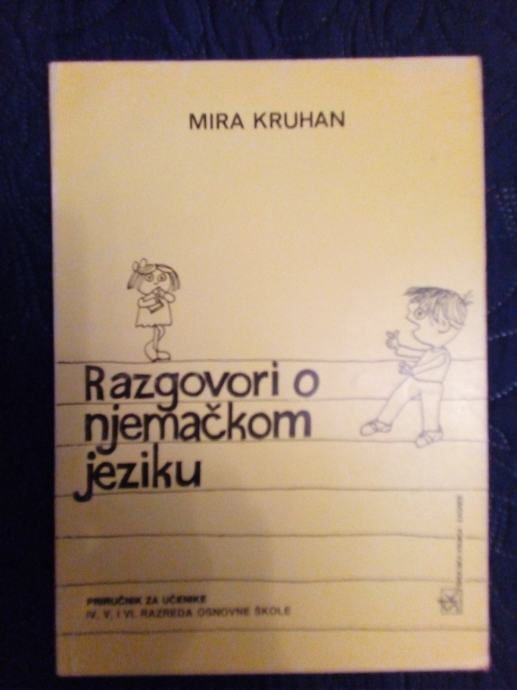 MIRA KRUHAN
Razgovori o
njemačkom
jeziku
PRIRUČNIK ZA UČENIKE
IV, V, I VI. RAZREDA OSNOVNE ŠKOLE